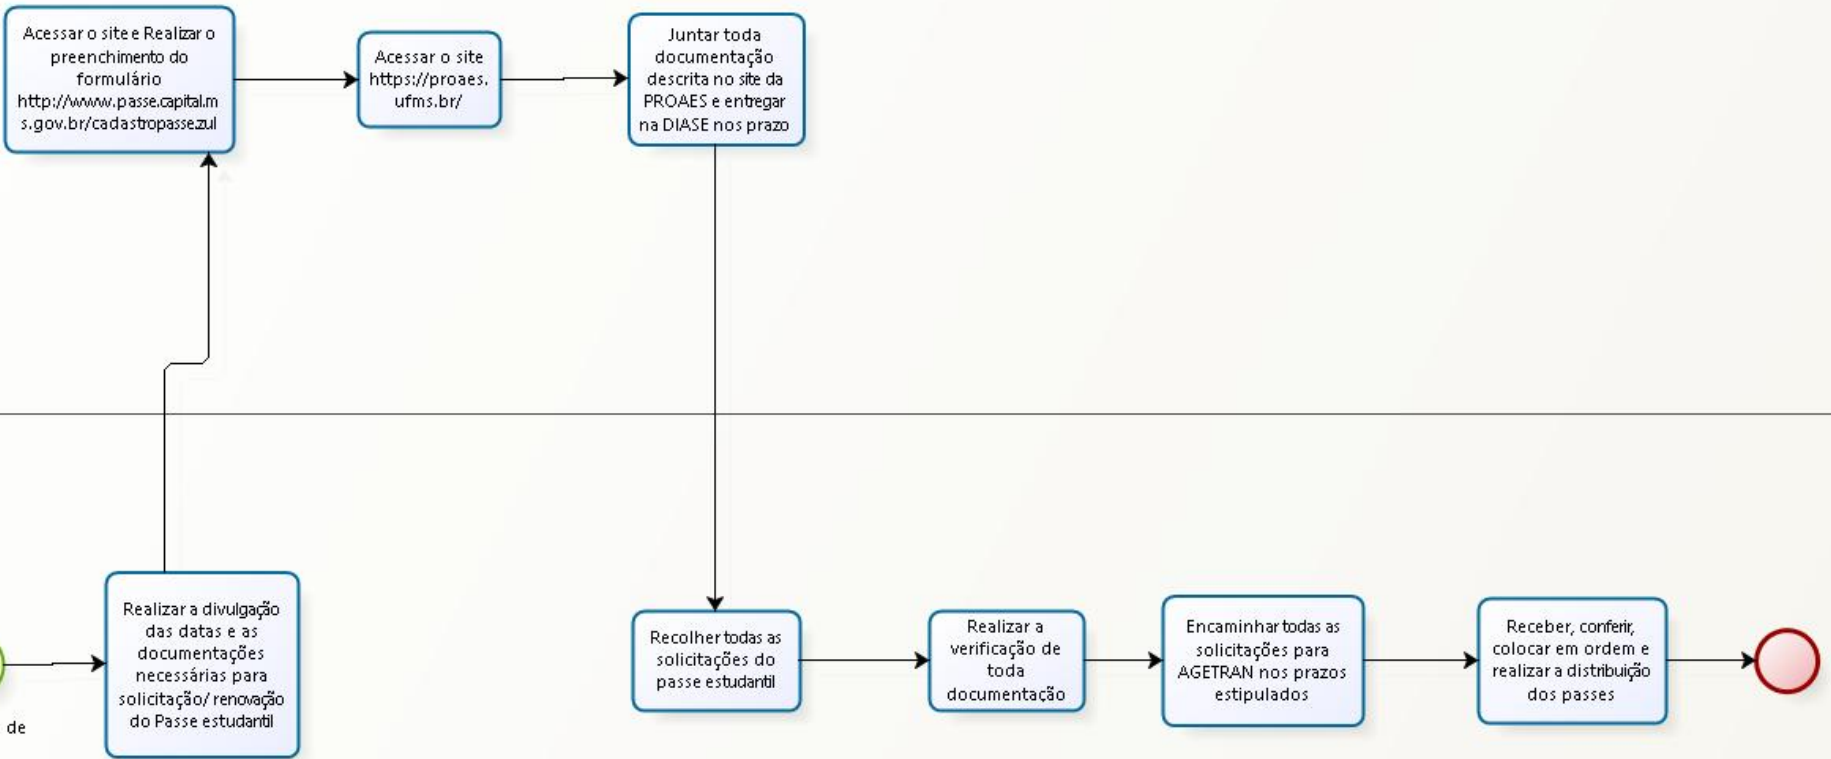 Acessar o site e Realizar o
preenchimento do
formulário
http://www.passe.capital.m
s.gov.br/cadastropassezul
Acessar o site
https://proaes.
ufms.br/
Juntar toda
documentação
descrita no site da
PROAES e entregar
na DIASE nos prazo
de
Realizar a divulgação
das datas e as
documentações
necessárias para
solicitação/ renovação
do Passe estudantil
Recolher todas as
solicitações do
passe estudantil
Realizar a
verificação de
toda
documentação
Encaminhar todas as
solicitações para
AGETRAN nos prazos
estipulados
Receber, conferir,
colocar em ordem e
realizar a distribuição
dos passes